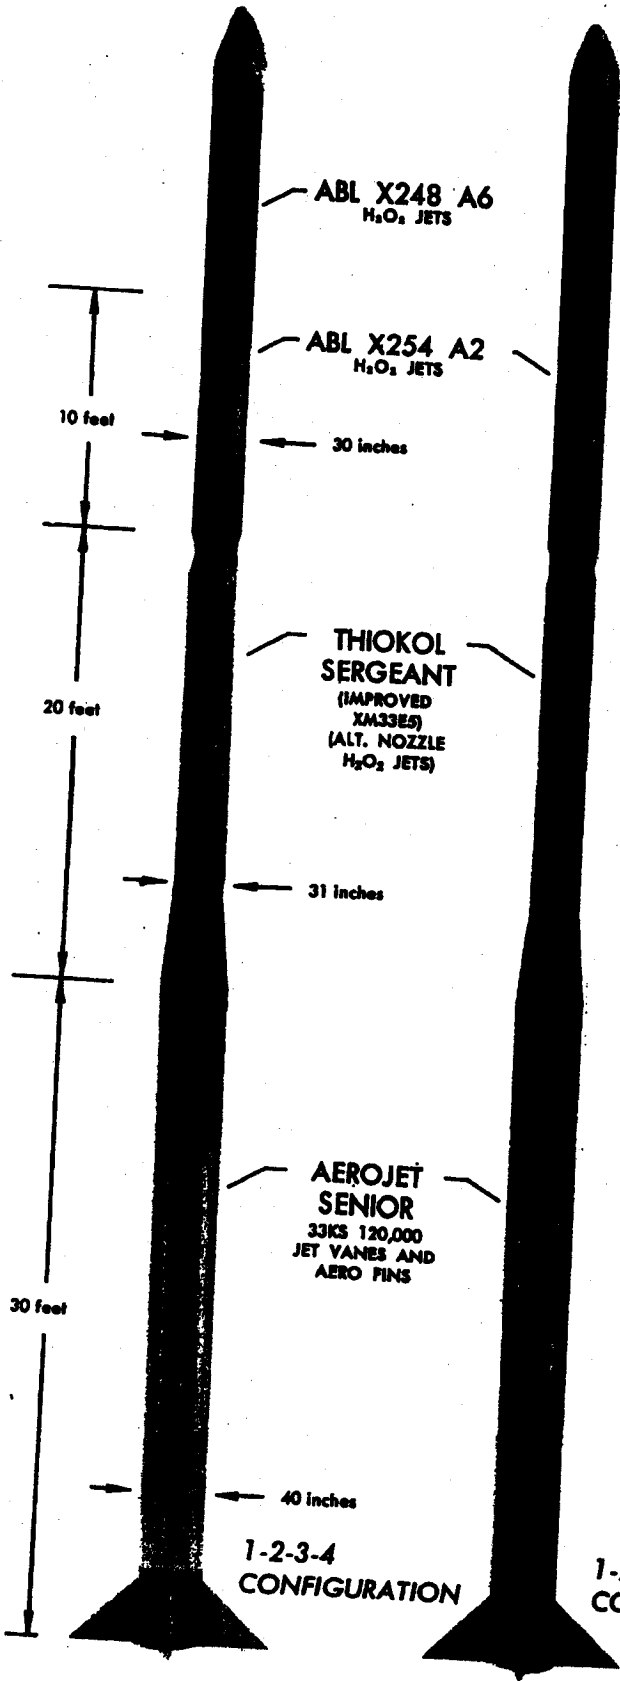 ABL X248 A6
H₂O₂ JETS
ABL X254 A2
H₂O₂ JETS
10 feet
30 inches
THIOKOL
SERGEANT
(IMPROVED
XM33E5)
(ALT. NOZZLE
H₂O₂ JETS)
20 feet
31 inches
AEROJET
SENIOR
33KS 120,000
JET VANES AND
AERO FINS
30 feet
40 inches
1-2-3-4
CONFIGURATION
1-
CO